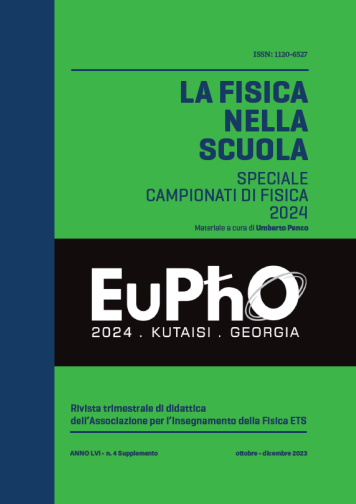 ISSN: 1120-6527
LA FISICA
NELLA
SCUOLA
SPECIALE
CAMPIONATI DI FISICA
2024
Materiale a cura di Umberto Penco
EuPhO
2024 . KUTAISI . GEORGIA
Rivista trimestrale di didattica
dell'Associazione per l'Insegnamento della Fisica ETS
ANNO LVI - n. 4 Supplemento
ottobre - dicembre 2023